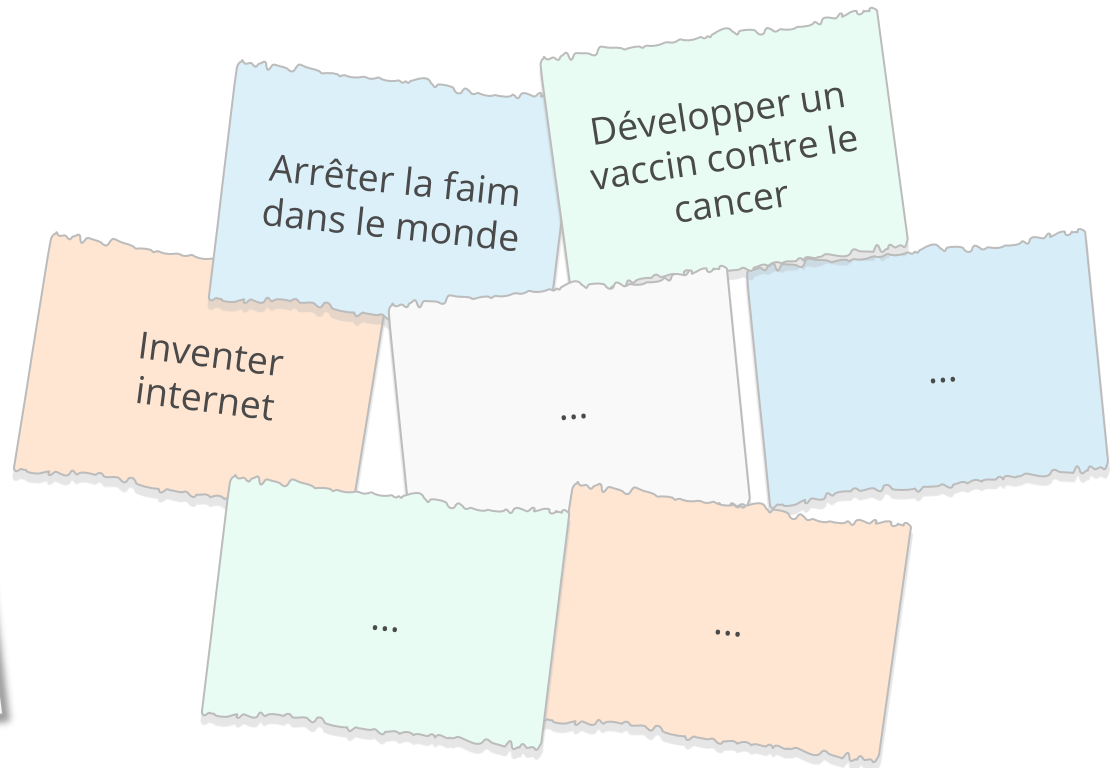 Arrêter la faim
dans le monde
Développer un
vaccin contre le
cancer
Inventer
internet
...
...
...
...